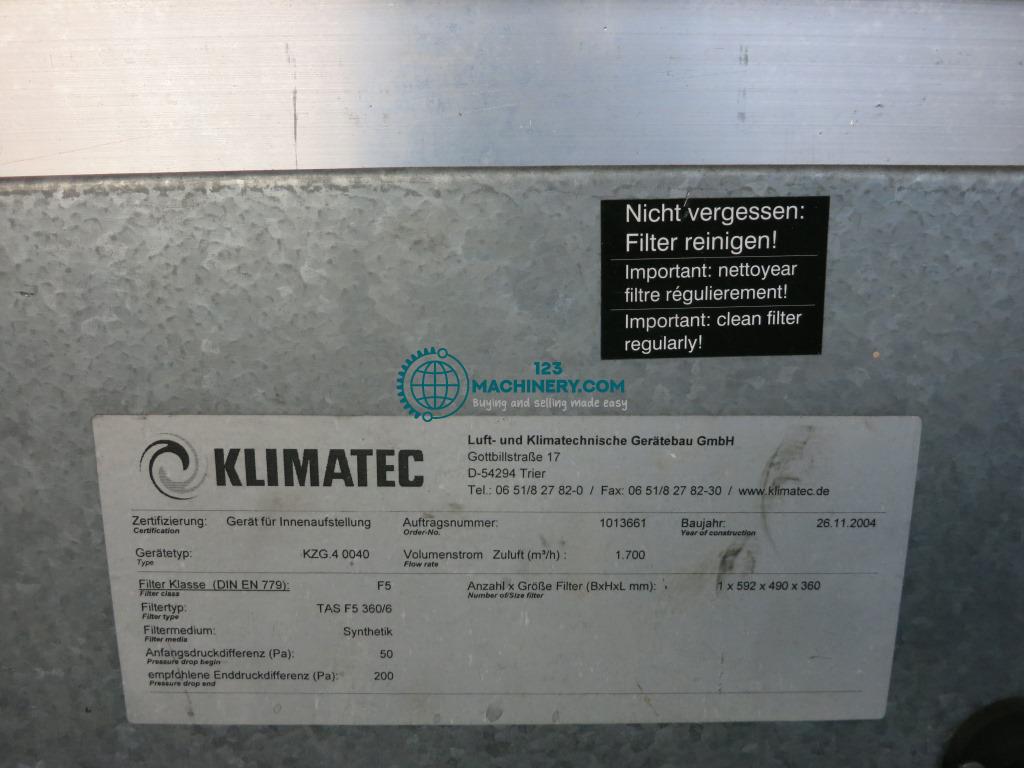 Nicht vergessen:
Filter reinigen!
Important: nettoyear
filtre régulierement!
Important: clean filter
regularly!
123
MACHINERY.COM
Buying and selling made easy
KLIMATEC
Luft- und Klimatechnische Gerätebau GmbH
Gottbillstraße 17
D-54294 Trier
Tel.: 06 51/8 27 82-0 / Fax: 06 51/8 27 82-30 / www.klimatec.de
Zertifizierung: Gerät für Innenaufstellung Auftragsnummer: 1013661 Baujahr: 26.11.2004
Certification Order-No. Year of construction
Gerätetyp: KZG.4 0040 Volumenstrom Zuluft (m³/h) : 1.700
Type Flow rate
Filter Klasse (DIN EN 779): F5 Anzahl x Größe Filter (BxHxL mm): 1 x 592 x 490 x 360
Filter class Number of/Size filter
Filtertyp: TAS F5 360/6
Filter type
Filtermedium: Synthetik
Filter media
Anfangsdruckdifferenz (Pa): 50
Pressure drop begin
empfohlene Enddruckdifferenz (Pa): 200
Pressure drop end